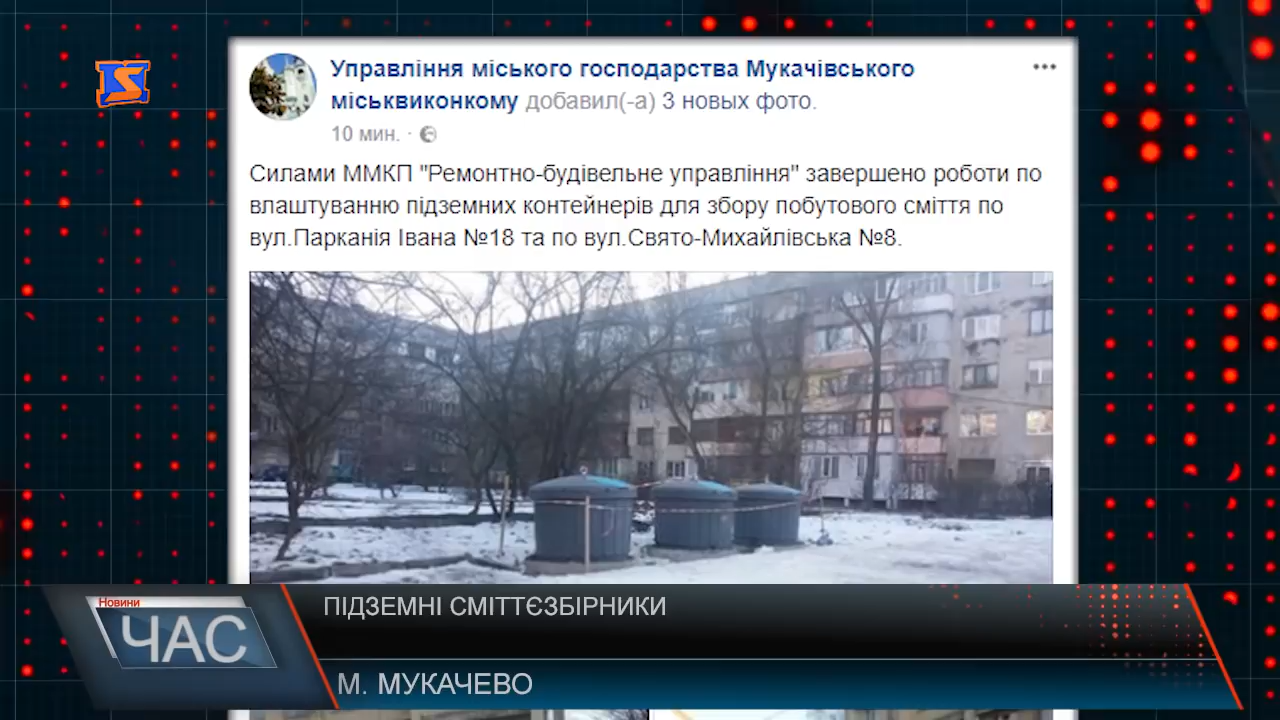 Управління міського господарства Мукачівського
міськвиконкому добавил(-а) 3 новых фото.
10 мин. ·
Силами ММКП "Ремонтно-будівельне управління" завершено роботи по
влаштуванню підземних контейнерів для збору побутового сміття по
вул.Парканія Івана №18 та по вул.Свято-Михайлівська №8.
Новини
ЧАС
ПІДЗЕМНІ СМІТТЄЗБІРНИКИ
М. МУКАЧЕВО